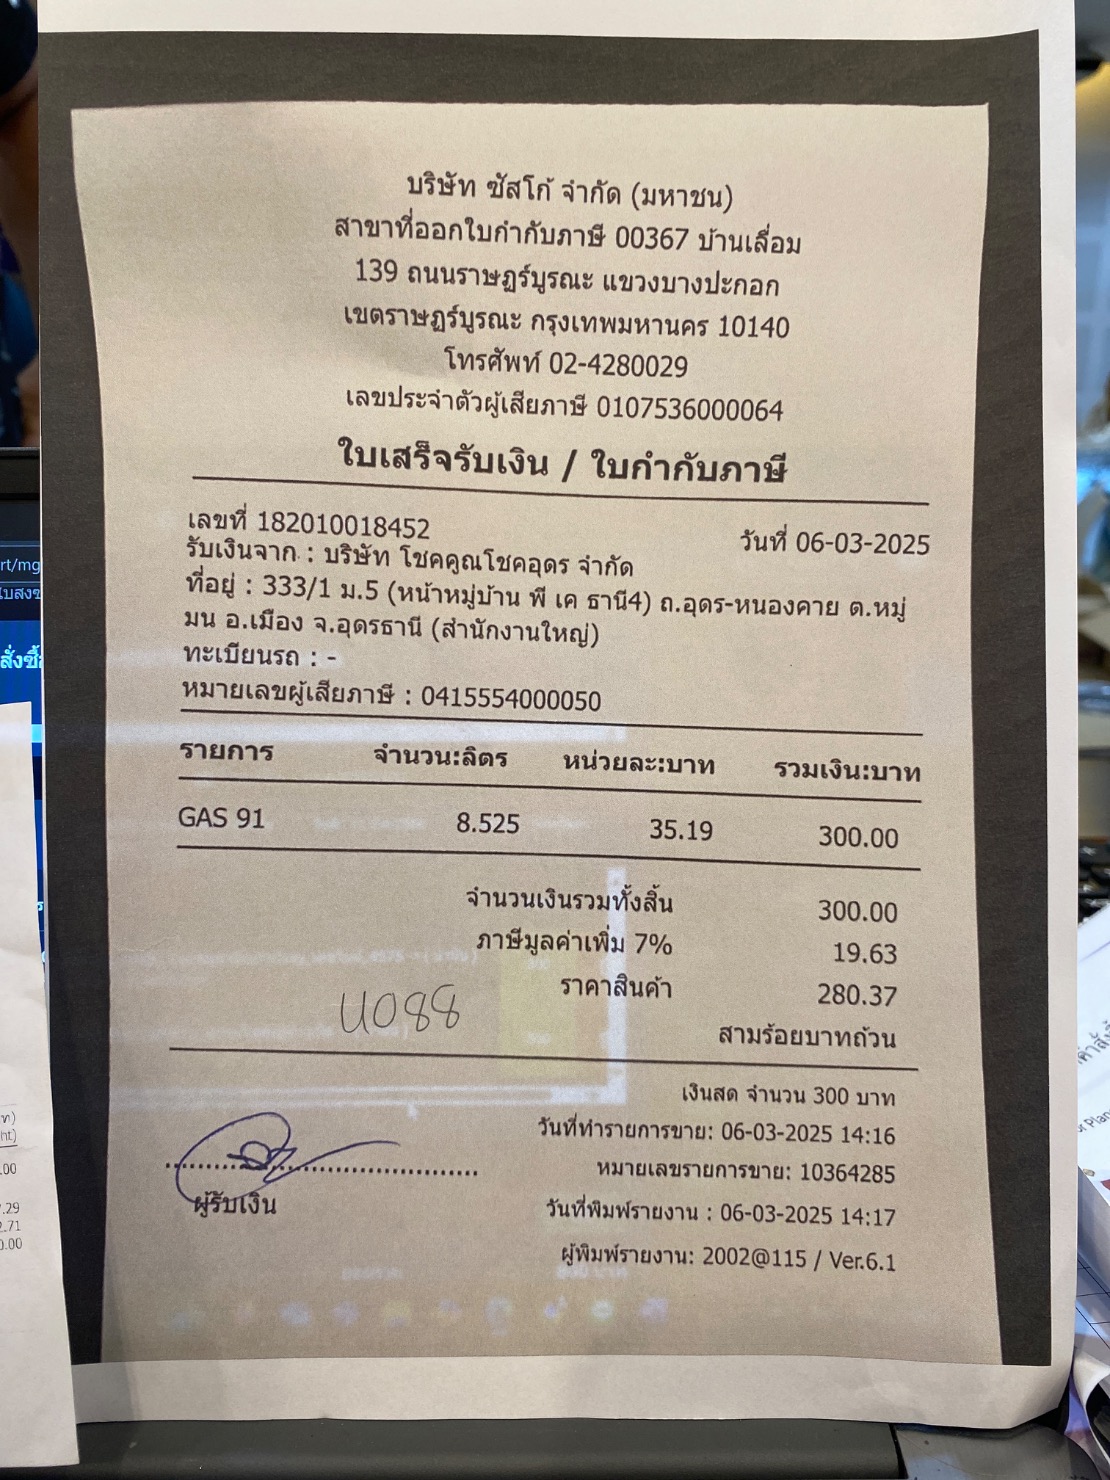 บริษัท ซัสโก้ จำกัด (มหาชน)
สาขาที่ออกใบกำกับภาษี 00367 บ้านเลื่อม
139 ถนนราษฏร์บูรณะ แขวงบางปะกอก
เขตราษฏร์บูรณะ กรุงเทพมหานคร 10140
โทรศัพท์ 02-4280029
เลขประจำตัวผู้เสียภาษี 0107536000064
ใบเสร็จรับเงิน / ใบกำกับภาษี
เลขที่ 182010018452 วันที่ 06-03-2025
รับเงินจาก : บริษัท โชคคูณโชคอุดร จำกัด
ที่อยู่ : 333/1 ม.5 (หน้าหมู่บ้าน พี เค ธานี4) ถ.อุดร-หนองคาย ต.หมู่
มน อ.เมือง จ.อุดรธานี (สำนักงานใหญ่)
ทะเบียนรถ : -
หมายเลขผู้เสียภาษี : 0415554000050
รายการ จำนวน:ลิตร หน่วยละ:บาท รวมเงิน:บาท
GAS 91 8.525 35.19 300.00
จำนวนเงินรวมทั้งสิ้น 300.00
ภาษีมูลค่าเพิ่ม 7% 19.63
ราคาสินค้า 280.37
U088
สามร้อยบาทถ้วน
เงินสด จำนวน 300 บาท
วันที่ทำรายการขาย: 06-03-2025 14:16
หมายเลขรายการขาย: 10364285
ผู้รับเงิน
วันที่พิมพ์รายงาน : 06-03-2025 14:17
ผู้พิมพ์รายงาน: 2002@115 / Ver.6.1